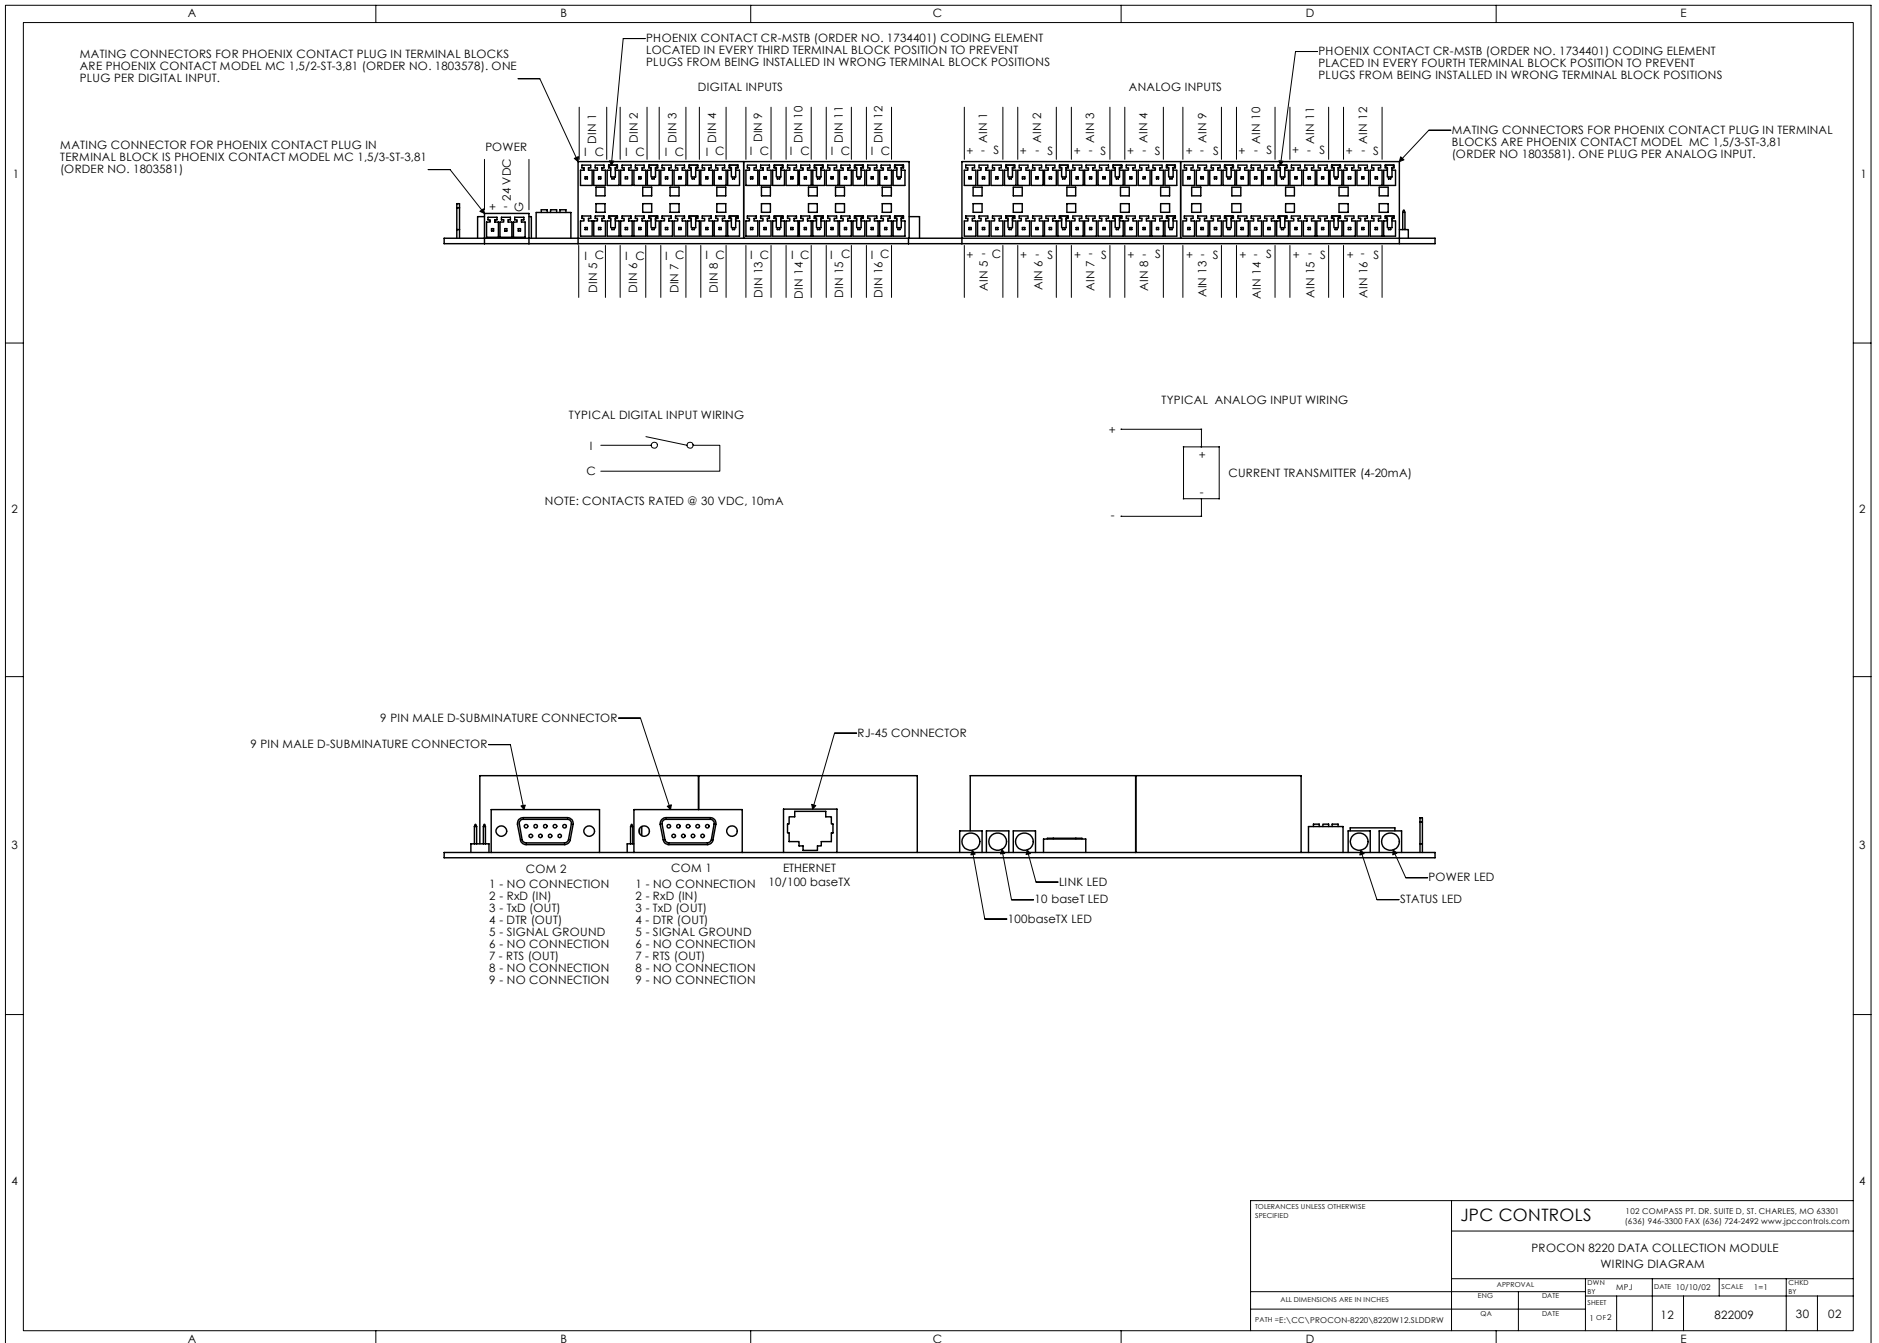 A B C D E
MATING CONNECTORS FOR PHOENIX CONTACT PLUG IN TERMINAL BLOCKS
ARE PHOENIX CONTACT MODEL MC 1,5/2-ST-3,81 (ORDER NO. 1803578). ONE
PLUG PER DIGITAL INPUT.
PHOENIX CONTACT CR-MSTB (ORDER NO. 1734401) CODING ELEMENT
LOCATED IN EVERY THIRD TERMINAL BLOCK POSITION TO PREVENT
PLUGS FROM BEING INSTALLED IN WRONG TERMINAL BLOCK POSITIONS
PHOENIX CONTACT CR-MSTB (ORDER NO. 1734401) CODING ELEMENT
PLACED IN EVERY FOURTH TERMINAL BLOCK POSITION TO PREVENT
PLUGS FROM BEING INSTALLED IN WRONG TERMINAL BLOCK POSITIONS
DIGITAL INPUTS
ANALOG INPUTS
MATING CONNECTOR FOR PHOENIX CONTACT PLUG IN
TERMINAL BLOCK IS PHOENIX CONTACT MODEL MC 1,5/3-ST-3,81
(ORDER NO. 1803581)
POWER
+ - G
24 VDC
DIN 1 DIN 2 DIN 3 DIN 4 DIN 9 DIN 10 DIN 11 DIN 12
I C I C I C I C I C I C I C I C
AIN 1 AIN 2 AIN 3 AIN 4 AIN 9 AIN 10 AIN 11 AIN 12
+ - S + - S + - S + - S + - S + - S + - S + - S
MATING CONNECTORS FOR PHOENIX CONTACT PLUG IN TERMINAL
BLOCKS ARE PHOENIX CONTACT MODEL MC 1,5/3-ST-3,81
(ORDER NO 1803581). ONE PLUG PER ANALOG INPUT.
1 1
I C I C I C I C I C I C I C I C
DIN 5 DIN 6 DIN 7 DIN 8 DIN 13 DIN 14 DIN 15 DIN 16
+ - C + - S + - S + - S + - S + - S + - S + - S
AIN 5 AIN 6 AIN 7 AIN 8 AIN 13 AIN 14 AIN 15 AIN 16
TYPICAL DIGITAL INPUT WIRING
I
C
NOTE: CONTACTS RATED @ 30 VDC, 10mA
TYPICAL ANALOG INPUT WIRING
+
+
CURRENT TRANSMITTER (4-20mA)
-
-
2 2
9 PIN MALE D-SUBMINATURE CONNECTOR
9 PIN MALE D-SUBMINATURE CONNECTOR
RJ-45 CONNECTOR
3 3
COM 2
1 - NO CONNECTION
2 - RxD (IN)
3 - TxD (OUT)
4 - DTR (OUT)
5 - SIGNAL GROUND
6 - NO CONNECTION
7 - RTS (OUT)
8 - NO CONNECTION
9 - NO CONNECTION
COM 1
1 - NO CONNECTION
2 - RxD (IN)
3 - TxD (OUT)
4 - DTR (OUT)
5 - SIGNAL GROUND
6 - NO CONNECTION
7 - RTS (OUT)
8 - NO CONNECTION
9 - NO CONNECTION
ETHERNET
10/100 baseTX
LINK LED
10 baseT LED
100baseTX LED
POWER LED
STATUS LED
4 4
TOLERANCES UNLESS OTHERWISE
SPECIFIED
ALL DIMENSIONS ARE IN INCHES
PATH =E:\CC\PROCON-8220\8220W12.SLDDRW
JPC CONTROLS
102 COMPASS PT. DR. SUITE D, ST. CHARLES, MO 63301
(636) 946-3300 FAX (636) 724-2492 www.jpccontrols.com
PROCON 8220 DATA COLLECTION MODULE
WIRING DIAGRAM
APPROVAL
ENG DATE
QA DATE
DWN BY MPJ
DATE 10/10/02
SCALE 1=1
CHKD BY
SHEET
1 OF2
12
822009
30
02
A B C D E